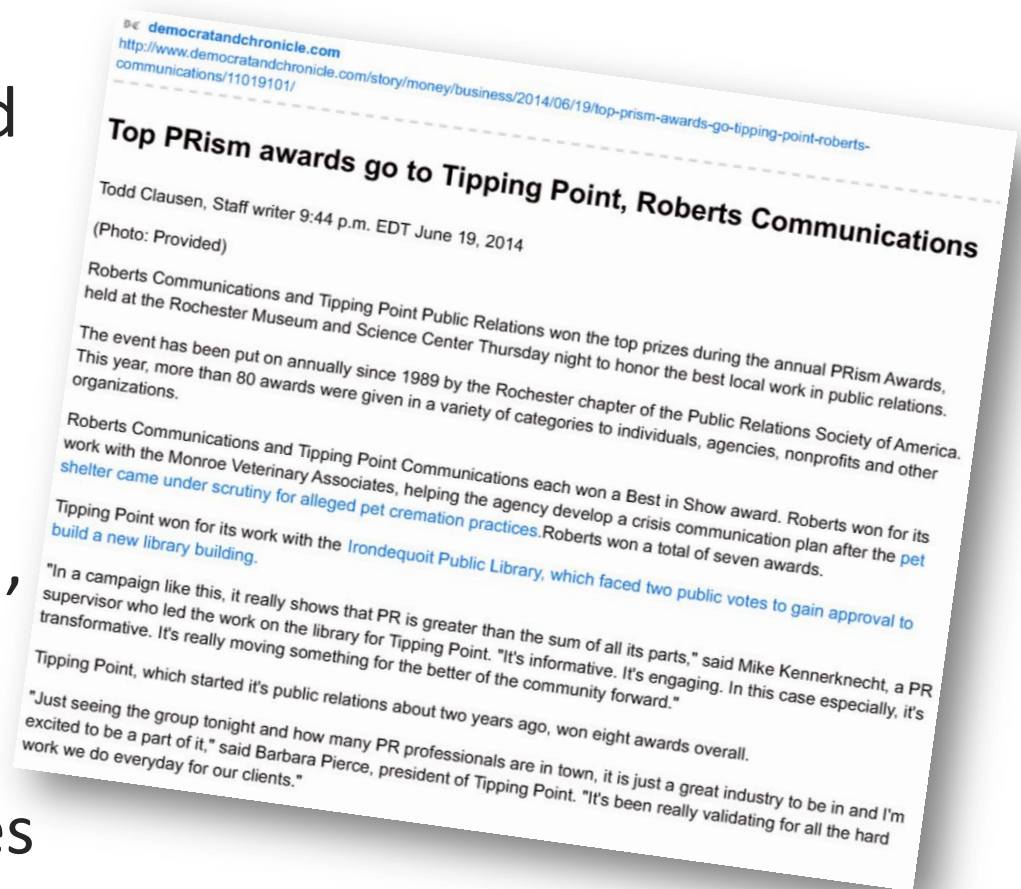 d
,
es
democratandchronicle.com
http://www.democratandchronicle.com/story/money/business/2014/06/19/top-prism-awards-go-tipping-point-roberts-
communications/11019101/
Top PRism awards go to Tipping Point, Roberts Communications
Todd Clausen, Staff writer 9:44 p.m. EDT June 19, 2014
(Photo: Provided)
Roberts Communications and Tipping Point Public Relations won the top prizes during the annual PRism Awards,
held at the Rochester Museum and Science Center Thursday night to honor the best local work in public relations.
The event has been put on annually since 1989 by the Rochester chapter of the Public Relations Society of America.
This year, more than 80 awards were given in a variety of categories to individuals, agencies, nonprofits and other
organizations.
Roberts Communications and Tipping Point Communications each won a Best in Show award. Roberts won for its
work with the Monroe Veterinary Associates, helping the agency develop a crisis communication plan after the pet
shelter came under scrutiny for alleged pet cremation practices.Roberts won a total of seven awards.
Tipping Point won for its work with the Irondequoit Public Library, which faced two public votes to gain approval to
build a new library building.
"In a campaign like this, it really shows that PR is greater than the sum of all its parts," said Mike Kennerknecht, a PR
supervisor who led the work on the library for Tipping Point. "It's informative. It's engaging. In this case especially, it's
transformative. It's really moving something for the better of the community forward."
Tipping Point, which started it's public relations about two years ago, won eight awards overall.
"Just seeing the group tonight and how many PR professionals are in town, it is just a great industry to be in and I'm
excited to be a part of it," said Barbara Pierce, president of Tipping Point. "It's been really validating for all the hard
work we do everyday for our clients."